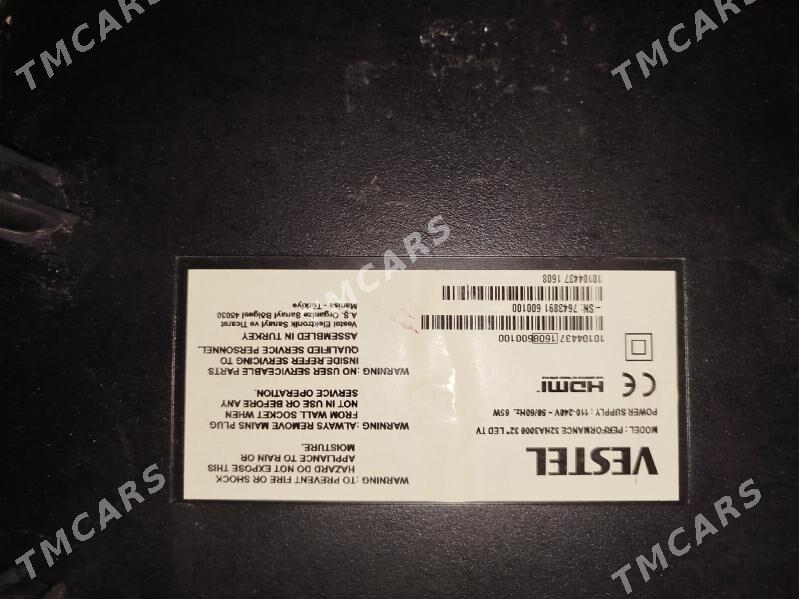 VESTEL
MODEL : PERFORMANCE 32HA3000 32" LED TV
POWER SUPPLY : 110-240V ~ 50/60Hz. 65W
CE HDMI
10104437 1608 600100
SN: 7643891 600100
10104437 1608
WARNING :TO PREVENT FIRE OR SHOCK
HAZARD DO NOT EXPOSE THIS
APPLIANCE TO RAIN OR
MOISTURE.
WARNING :ALWAYS REMOVE MAINS PLUG
FROM WALL SOCKET WHEN
NOT IN USE OR BEFORE ANY
SERVICE OPERATION.
WARNING :NO USER SERVICEABLE PARTS
INSIDE.REFER SERVICING TO
QUALIFIED SERVICE PERSONNEL.
ASSEMBLED IN TURKEY
Vestel Elektronik Sanayi ve Ticaret
A.Ş. Organize Sanayi Bölgesi 45030
Manisa - Türkiye
TMCARS
TMCARS
TMCARS
TMCARS
TMCARS